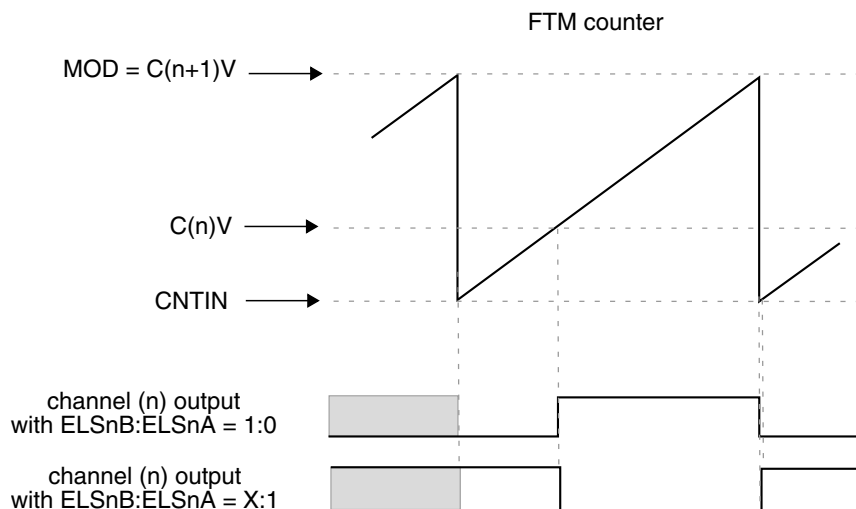 FTM counter
MOD = C(n+1)V
C(n)V
CNTIN
channel (n) output
with ELSnB:ELSnA = 1:0
channel (n) output
with ELSnB:ELSnA = X:1